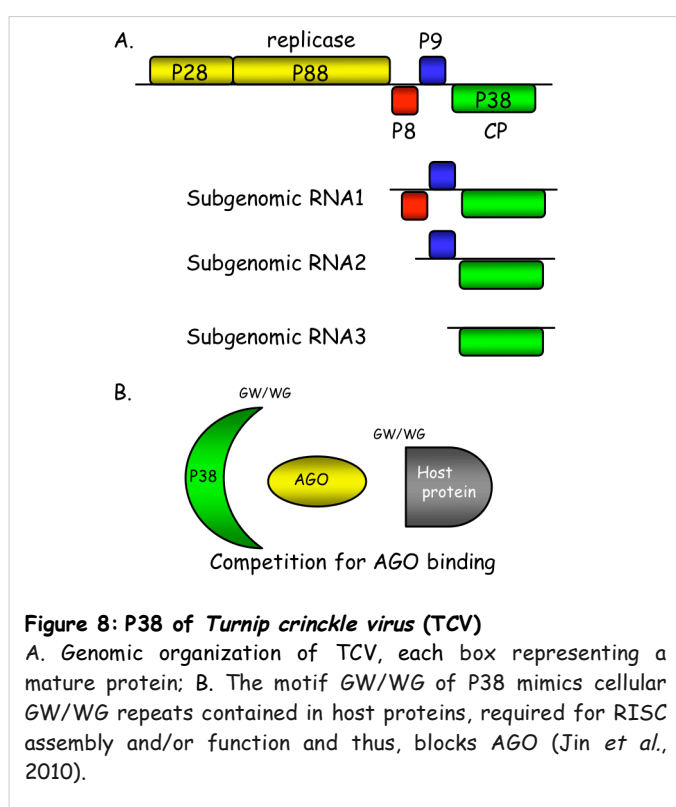 A.
replicase
P9
P28
P88
P38
P8
CP
Subgenomic RNA1
Subgenomic RNA2
Subgenomic RNA3
B.
GW/WG
GW/WG
P38
AGO
Host
protein
Competition for AGO binding
Figure 8: P38 of Turnip crinckle virus (TCV)
A. Genomic organization of TCV, each box representing a
mature protein; B. The motif GW/WG of P38 mimics cellular
GW/WG repeats contained in host proteins, required for RISC
assembly and/or function and thus, blocks AGO (Jin et al.,
2010).